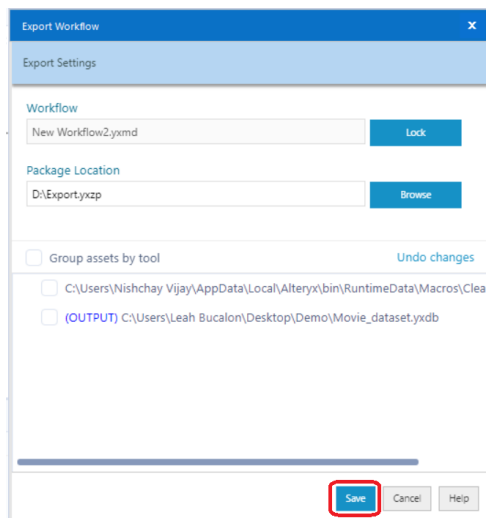 Export Workflow x
Export Settings
Workflow
New Workflow2.yxmd Lock
Package Location
D:\Export.yxzp Browse
Group assets by tool Undo changes
C:\Users\Nishchay Vijay\AppData\Local\Alteryx\bin\RuntimeData\Macros\Clea
(OUTPUT) C:\Users\Leah Bucalon\Desktop\Demo\Movie_dataset.yxdb
Save Cancel Help